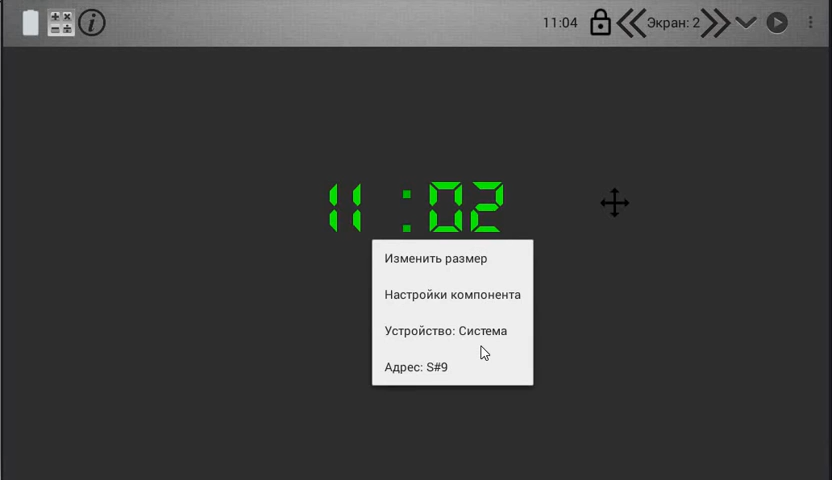 11:04 Экран: 2
11:02
Изменить размер
Настройки компонента
Устройство: Система
Адрес: S#9